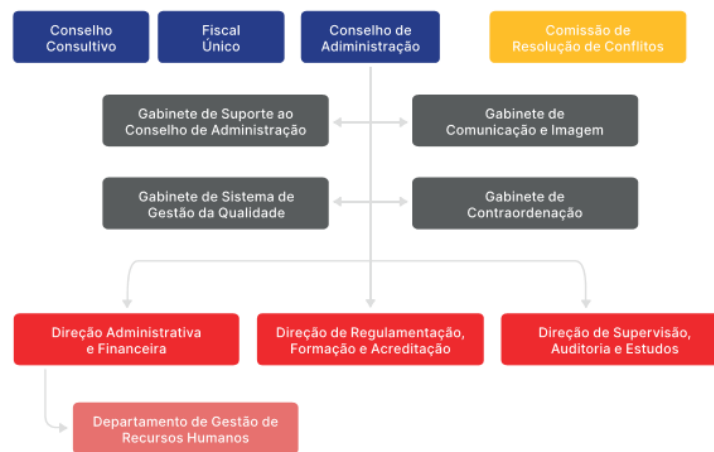 Conselho
Consultivo
Fiscal
Único
Conselho de
Adiministração
Comissão de
Resolução de Conflitos
Gabinete de Suporte ao
Conselho de Administração
Gabinete de
Comunicação e Imagem
Gabinete de Sistema de
Gestão da Qualidade
Gabinete de
Contraordenação
Direção Administrativa
e Financeira
Direção de Regulamentação,
Formação e Acreditação
Direção de Supervisão,
Auditoria e Estudos
Departamento de Gestão de
Recursos Humanos